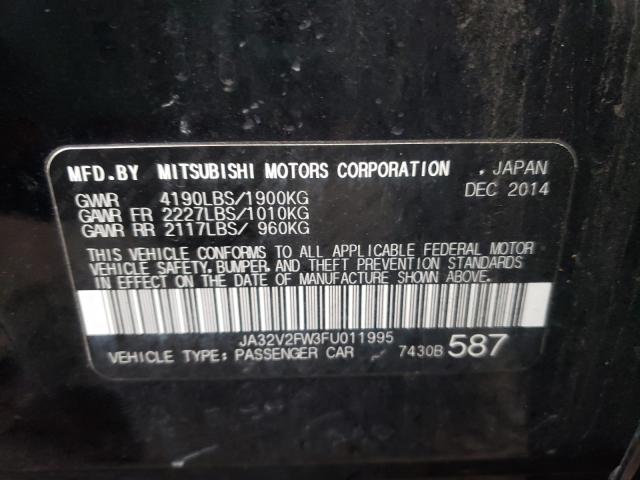 MFD.BY MITSUBISHI MOTORS CORPORATION , JAPAN
GVWR 4190LBS/1900KG DEC 2014
GAWR FR 2227LBS/1010KG
GAWR RR 2117LBS/ 960KG
THIS VEHICLE CONFORMS TO ALL APPLICABLE FEDERAL MOTOR
VEHICLE SAFETY, BUMPER, AND THEFT PREVENTION STANDARDS
IN EFFECT ON THE DATE OF MANUFACTURE SHOWN ABOVE.
JA32V2FW3FU011995
VEHICLE TYPE: PASSENGER CAR 7430B 587